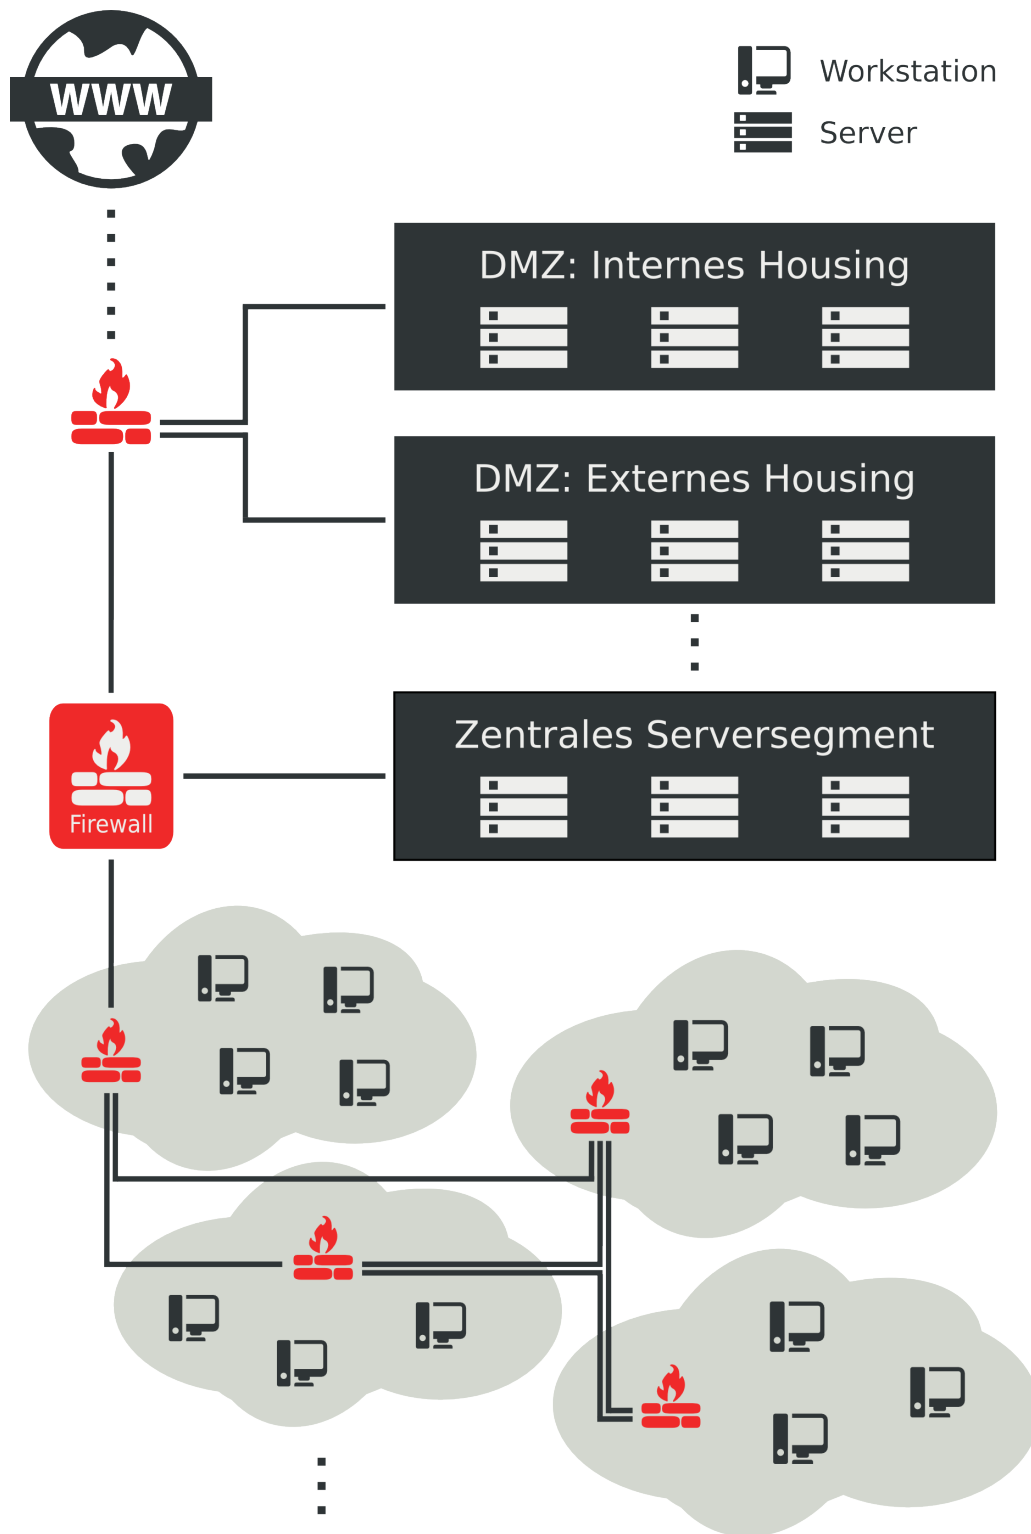 WWW
Workstation
Server
DMZ: Internes Housing
DMZ: Externes Housing
Zentrales Serversegment
Firewall